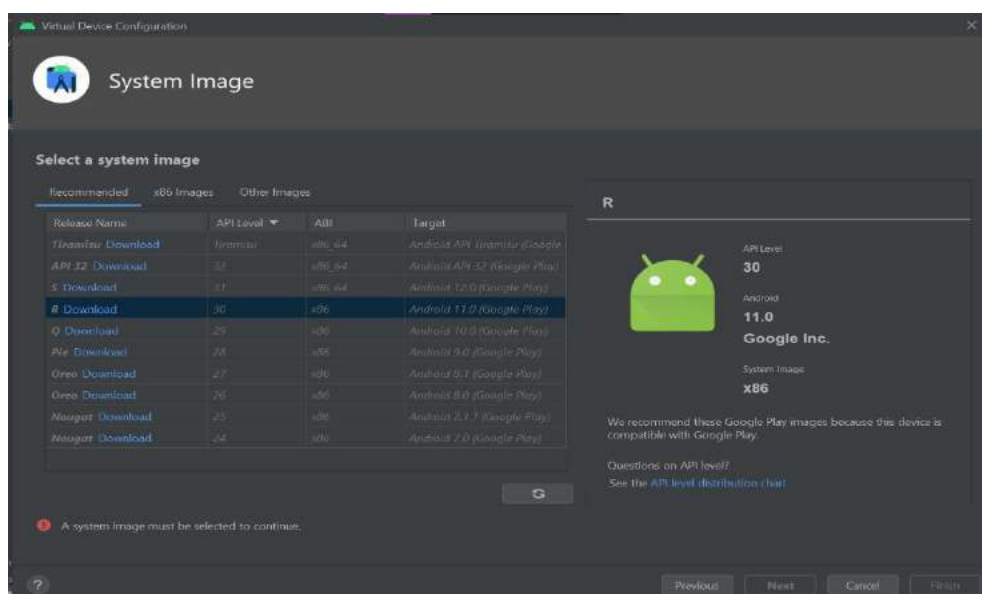 Virtual Device Configuration
System Image
Select a system image
Recommended x86 Images Other Images
Release Name API Level ABI Target
Tiramisu Download Tiramisu x86_64 Android API Tiramisu (Google
API 32 Download 32 x86_64 Android API 32 (Google Play)
S Download 31 x86_64 Android 12.0 (Google Play)
R Download 30 x86 Android 11.0 (Google Play)
Q Download 29 x86 Android 10.0 (Google Play)
Pie Download 28 x86 Android 9.0 (Google Play)
Oreo Download 27 x86 Android 8.1 (Google Play)
Oreo Download 26 x86 Android 8.0 (Google Play)
Nougat Download 25 x86 Android 7.1.1 (Google Play)
Nougat Download 24 x86 Android 7.0 (Google Play)
A system image must be selected to continue.
R
API Level
30
Android
11.0
Google Inc.
System Image
x86
We recommend these Google Play images because this device is
compatible with Google Play.
Questions on API level?
See the API level distribution chart
?
Previous Next Cancel Finish